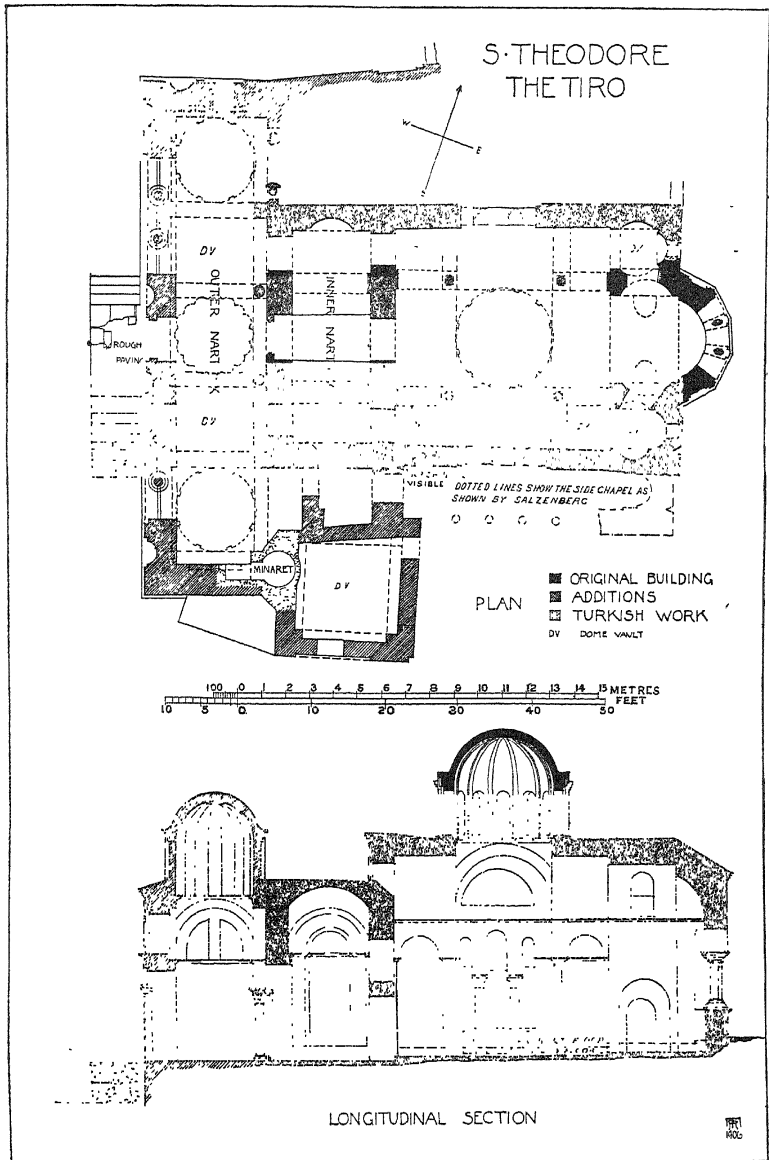 S·THEODORE
THE TIRO
W
E
S
DV
OUTER NART
INNER NART
X
ROUGH
PAVIN
DV
VISIBLE
DOTTED LINES SHOW THE SIDE CHAPEL AS
SHOWN BY SALZENBERG
MINARET
DV
PLAN
ORIGINAL BUILDING
ADDITIONS
TURKISH WORK
DV DOME VAULT
100 0 1 2 3 4 5 6 7 8 9 10 11 12 13 14 15 METRES
10 5 0 10 20 30 40 50 FEET
LONGITUDINAL SECTION
1906